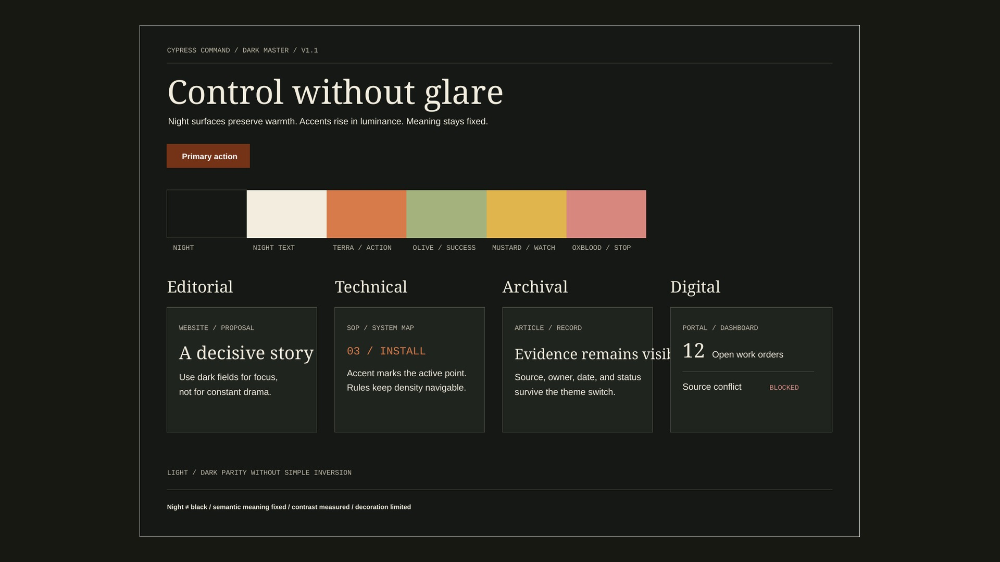 CYPRESS COMMAND / DARK MASTER / V1.1
Control without glare
Night surfaces preserve warmth. Accents rise in luminance. Meaning stays fixed.
Primary action
NIGHT
NIGHT TEXT
TERRA / ACTION
OLIVE / SUCCESS
MUSTARD / WATCH
OXBLOOD / STOP
Editorial
WEBSITE / PROPOSAL
A decisive story
Use dark fields for focus,
not for constant drama.
Technical
SOP / SYSTEM MAP
03 / INSTALL
Accent marks the active point.
Rules keep density navigable.
Archival
ARTICLE / RECORD
Evidence remains
Source, owner, date, and status
survive the theme switch.
Digital
PORTAL / DASHBOARD
12 Open work orders
Source conflict BLOCKED
LIGHT / DARK PARITY WITHOUT SIMPLE INVERSION
Night ≠ black / semantic meaning fixed / contrast measured / decoration limited